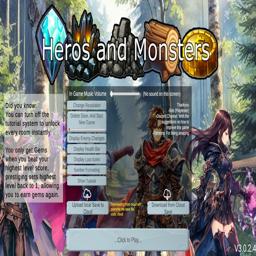 Heros and Monsters
In Game Music Volume
(No sound on this screen)
Did you know:
You can turn off the
tutorial system to unlock
every room instantly.
You only get Gems
when you beat your
highest level score,
prestiging sets highest
level back to 1, allowing
you to earn gems again.
Change Resolution
Delete Save, And Start
New Game
Display Enemy Changes
Display Health Bar
Number Formatting
Upload local Save to
Cloud
Download from Cloud
Save
...Click to Play...
V3.0.2.4